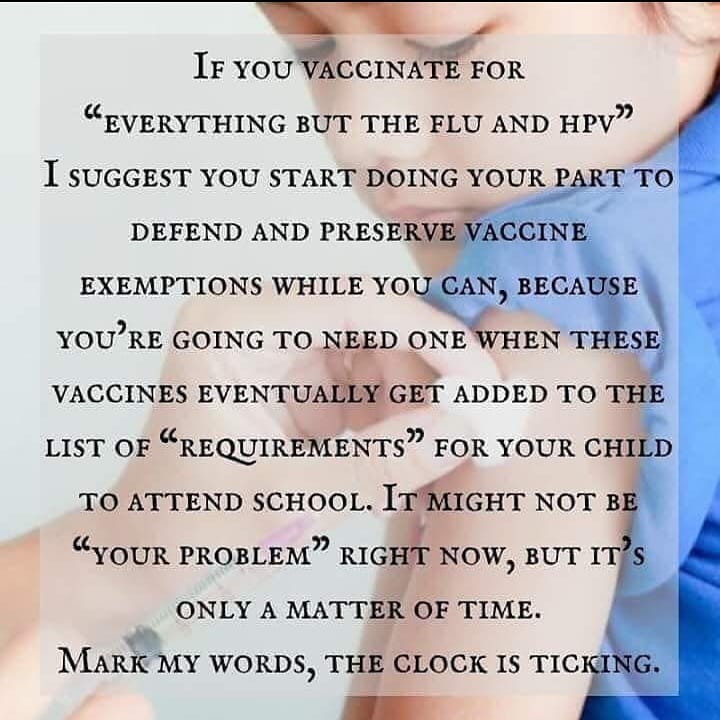 If you vaccinate for
“everything but the flu and HPV”
I suggest you start doing your part to
defend and preserve vaccine
exemptions while you can, because
you’re going to need one when these
vaccines eventually get added to the
list of “requirements” for your child
to attend school. It might not be
“your problem” right now, but it’s
only a matter of time.
Mark my words, the clock is ticking.